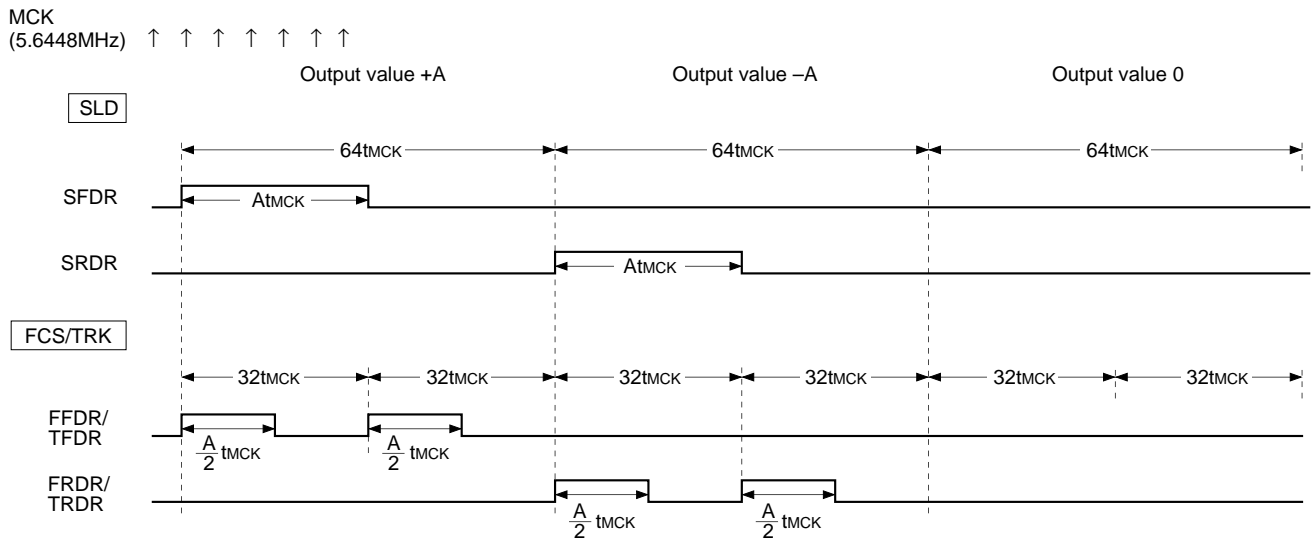 MCK
(5.6448MHz) ↑ ↑ ↑ ↑ ↑ ↑ ↑
Output value +A Output value –A Output value 0
SLD
64tMCK 64tMCK 64tMCK
SFDR AtMCK
SRDR AtMCK
FCS/TRK
32tMCK 32tMCK 32tMCK 32tMCK 32tMCK 32tMCK
FFDR/
TFDR
A/2 tMCK A/2 tMCK
FRDR/
TRDR
A/2 tMCK A/2 tMCK